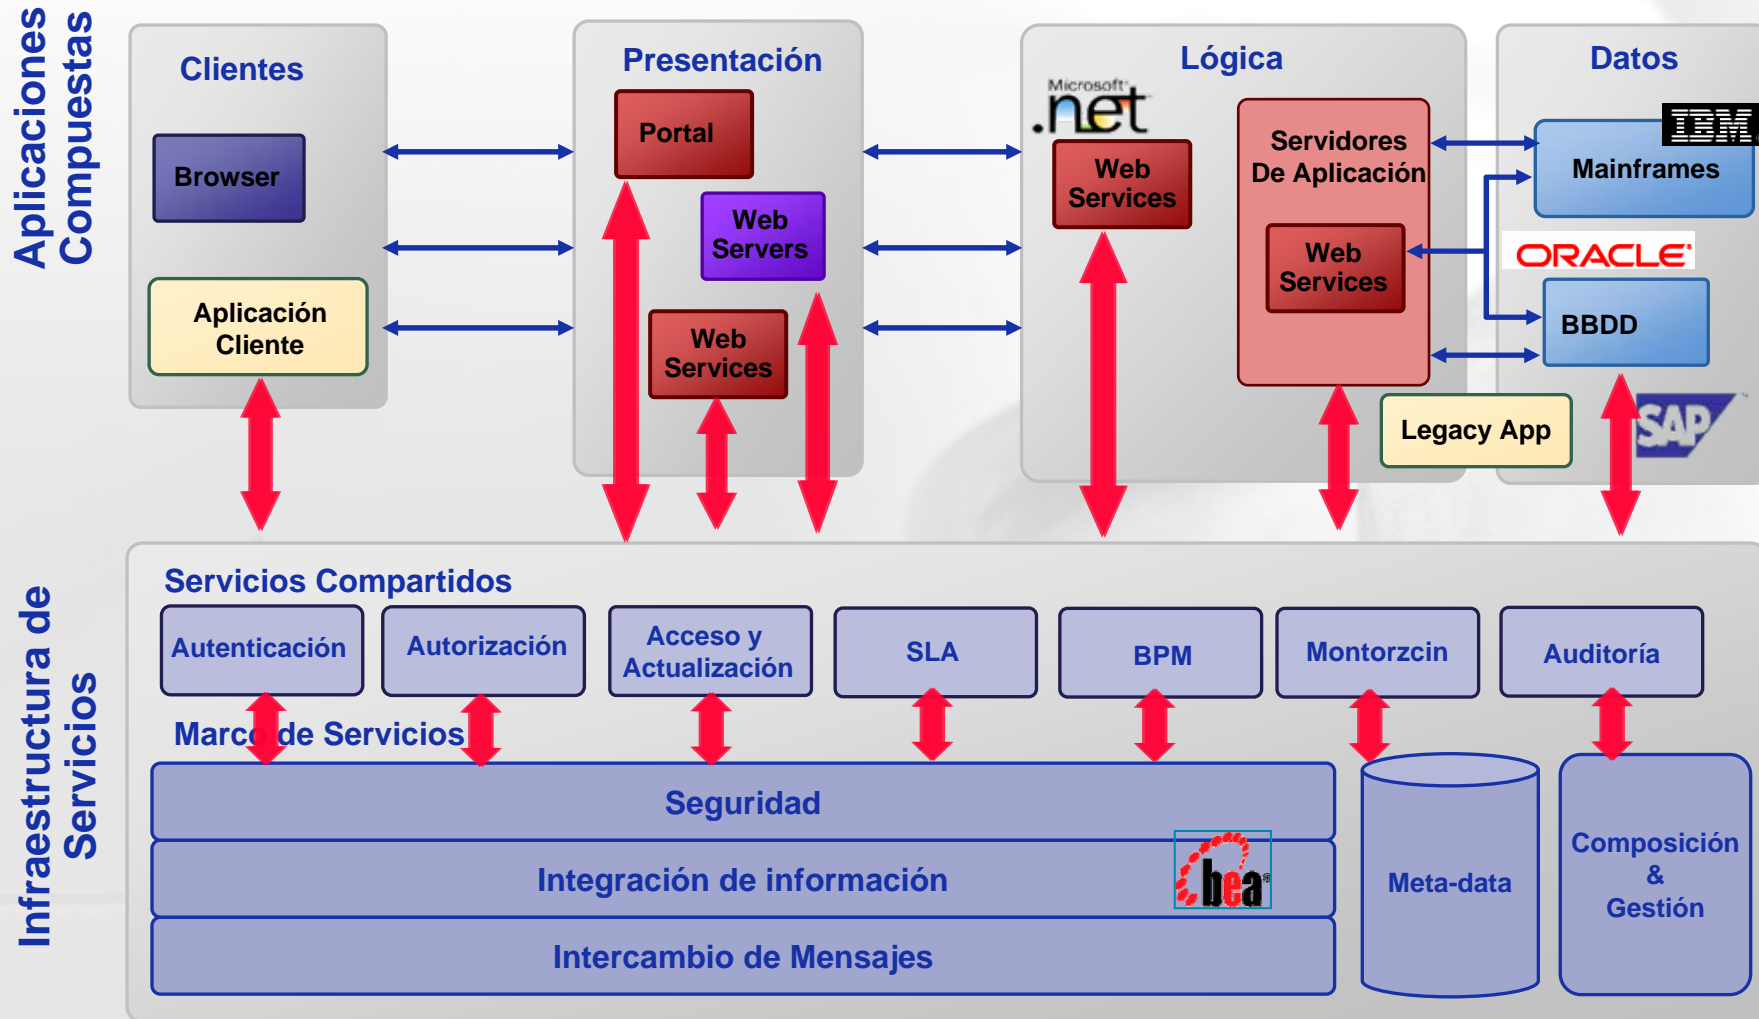 Aplicaciones
Compuestas
Clientes
Browser
Aplicación
Cliente
Presentación
Portal
Web
Servers
Web
Services
Lógica
Microsoft
.net
Web
Services
Servidores
De Aplicación
Web
Services
Legacy App
Datos
IBM
Mainframes
ORACLE
BBDD
SAP
Infraestructura de
Servicios
Servicios Compartidos
Autenticación
Autorización
Acceso y
Actualización
SLA
BPM
Montorzcin
Auditoría
Marco de Servicios
Seguridad
Integración de información
bea
Intercambio de Mensajes
Meta-data
Composición
&
Gestión